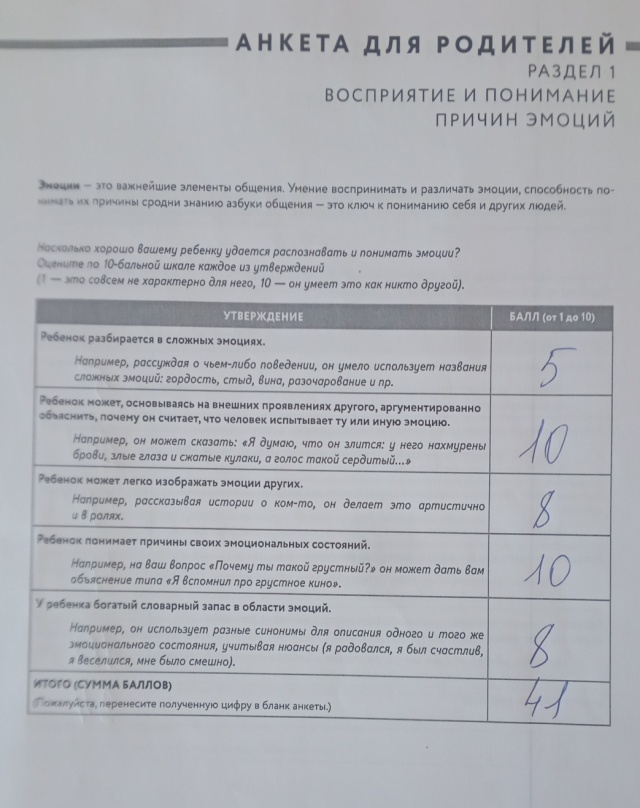 АНКЕТА ДЛЯ РОДИТЕЛЕЙ
РАЗДЕЛ 1
ВОСПРИЯТИЕ И ПОНИМАНИЕ
ПРИЧИН ЭМОЦИЙ
Эмоции – это важнейшие элементы общения. Умение воспринимать и различать эмоции, способность по-
нимать их причины сродни знанию азбуки общения – это ключ к пониманию себя и других людей.
Насколько хорошо вашему ребенку удается распознавать и понимать эмоции?
Оцените по 10-бальной шкале каждое из утверждений
(1 — это совсем не характерно для него, 10 — он умеет это как никто другой).
УТВЕРЖДЕНИЕ БАЛЛ (от 1 до 10)
Ребенок разбирается в сложных эмоциях.
Например, рассуждая о чьем-либо поведении, он умело использует названия
сложных эмоций: гордость, стыд, вина, разочарование и пр.
5
Ребенок может, основываясь на внешних проявлениях другого, аргументированно
объяснить, почему он считает, что человек испытывает ту или иную эмоцию.
Например, он может сказать: «Я думаю, что он злится: у него нахмурены
брови, злые глаза и сжатые кулаки, а голос такой сердитый...»
10
Ребенок может легко изображать эмоции других.
Например, рассказывая истории о ком-то, он делает это артистично
и в ролях.
8
Ребенок понимает причины своих эмоциональных состояний.
Например, на ваш вопрос «Почему ты такой грустный?» он может дать вам
объяснение типа «Я вспомнил про грустное кино».
10
У ребенка богатый словарный запас в области эмоций.
Например, он использует разные синонимы для описания одного и того же
эмоционального состояния, учитывая нюансы (я радовался, я был счастлив,
я веселился, мне было смешно).
8
ИТОГО (СУММА БАЛЛОВ)
(Пожалуйста, перенесите полученную цифру в бланк анкеты.)
41